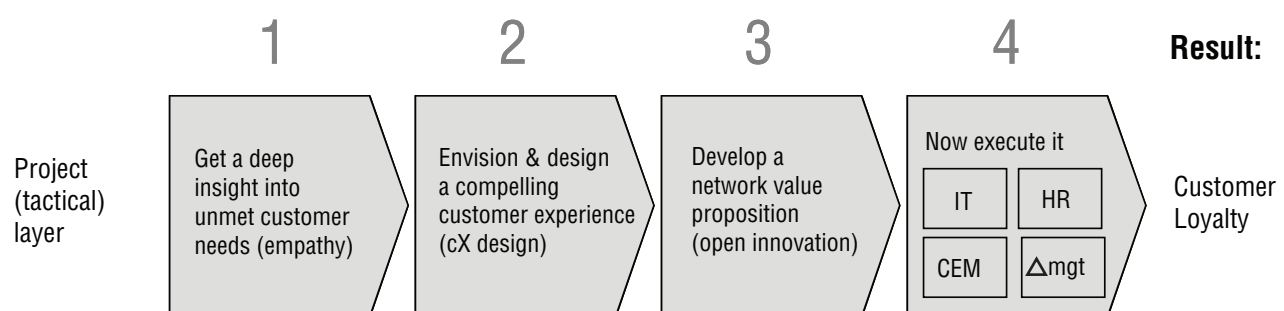 1
2
3
4
Result:
Project
(tactical)
layer
Get a deep
insight into
unmet customer
needs (empathy)
Envision & design
a compelling
customer experience
(cX design)
Develop a
network value
proposition
(open innovation)
Now execute it
IT
HR
CEM
Δmgt
Customer
Loyalty